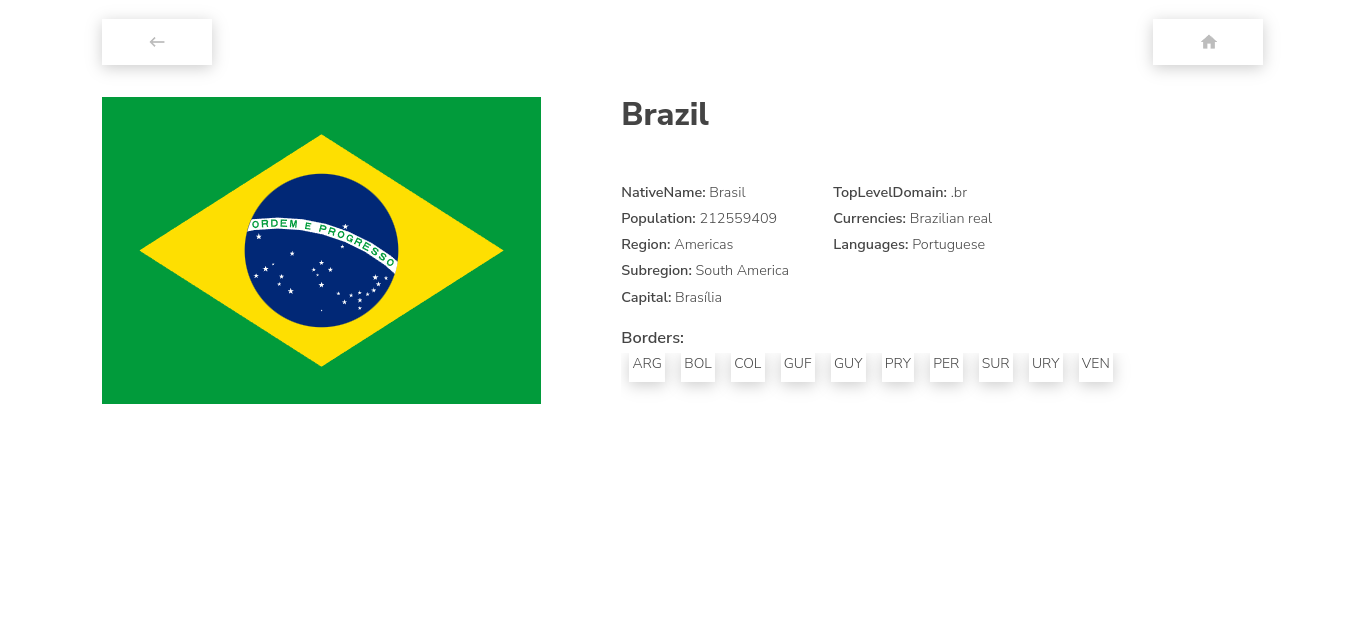 ORDEM E PROGRESSO
Brazil
NativeName: Brasil
Population: 212559409
Region: Americas
Subregion: South America
Capital: Brasília
TopLevelDomain: .br
Currencies: Brazilian real
Languages: Portuguese
Borders:
ARG BOL COL GUF GUY PRY PER SUR URY VEN